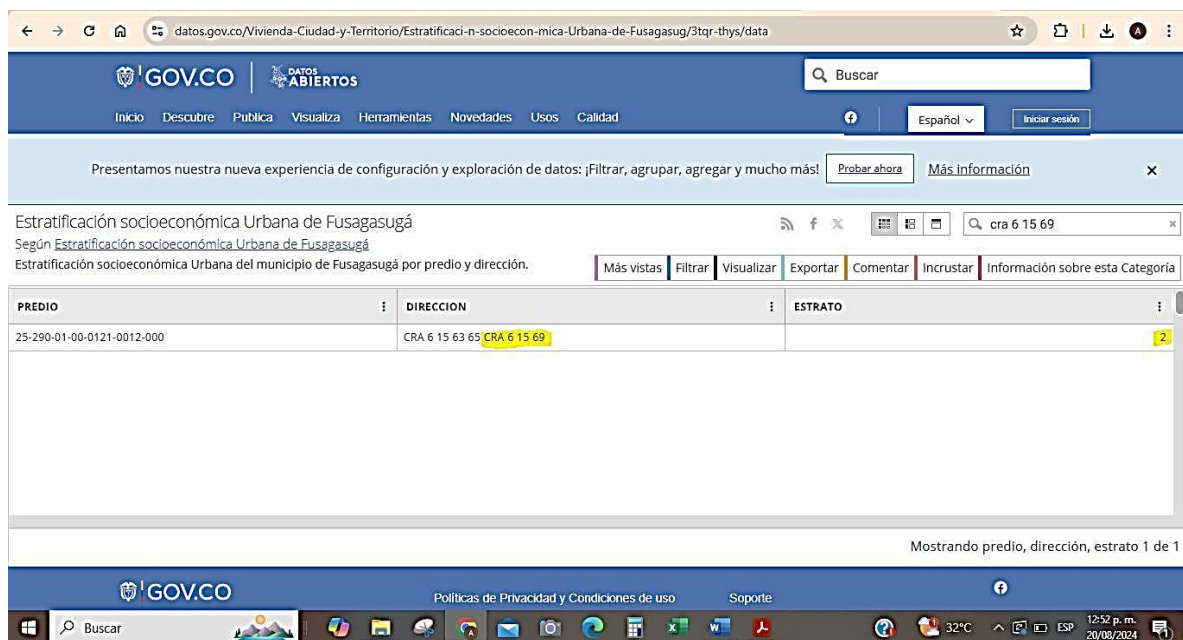 datos.gov.co/Vivienda-Ciudad-y-Territorio/Estratificaci-n-socioecon-mica-Urbana-de-Fusagasug/3tqr-thys/data
GOV.CO DATOS ABIERTOS
Buscar
Inicio Descubre Publica Visualiza Herramientas Novedades Usos Calidad Español Iniciar sesión
Presentamos nuestra nueva experiencia de configuración y exploración de datos: ¡Filtrar, agrupar, agregar y mucho más! Probar ahora Más información
Estratificación socioeconómica Urbana de Fusagasugá
cra 6 15 69
Según Estratificación socioeconómica Urbana de Fusagasugá
Estratificación socioeconómica Urbana del municipio de Fusagasugá por predio y dirección.
Más vistas Filtrar Visualizar Exportar Comentar Incrustar Información sobre esta Categoría
PREDIO DIRECCION ESTRATO
25-290-01-00-0121-0012-000 CRA 6 15 63 65 CRA 6 15 69 2
Mostrando predio, dirección, estrato 1 de 1
GOV.CO Políticas de Privacidad y Condiciones de uso Soporte
Buscar 32°C ESP 12:52 p. m.
20/08/2024